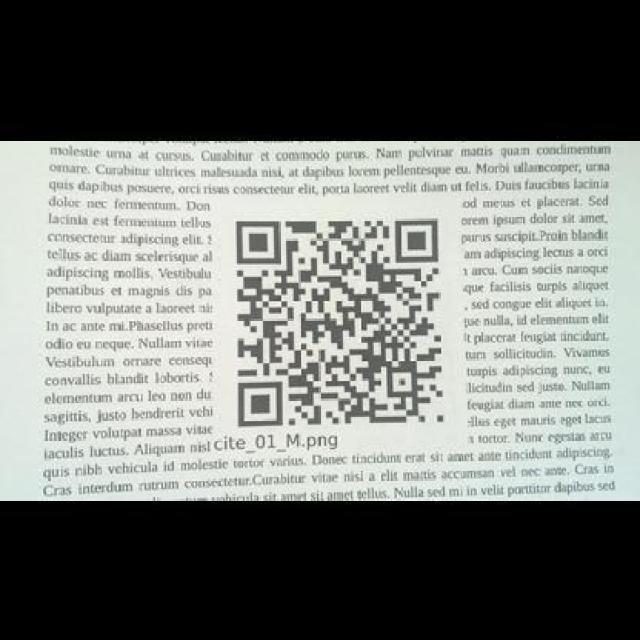 molestie urna at cursus. Curabitur et commodo purus. Nam pulvinar mattis quam condimentum
ornare. Curabitur ultrices malesuada nisi, at dapibus lorem pellentesque eu. Morbi ullamcorper, urna
quis dapibus posuere, orci risus consectetur elit, porta laoreet velit diam ut felis. Duis faucibus lacinia
dolor nec fermentum. Don od metus et placerat. Sed
lacinia est fermentum tellus orem ipsum dolor sit amet,
consectetur adipiscing elit. purus suscipit.Proin blandit
tellus ac diam scelerisque al am adipiscing lectus a orci
adipiscing mollis. Vestibulu arcu. Cum sociis natoque
penatibus et magnis dis pa que facilisis turpis aliquet
libero vulputate a laoreet , sed congue elit aliquet in.
In ac ante mi.Phasellus preti que nulla, id elementum elit
odio eu neque. Nullam vitae it placerat feugiat tincidunt.
Vestibulum ornare consequ tum sollicitudin. Vivamus
convallis blandit lobortis. turpis adipiscing nunc, eu
elementum arcu leo non du licitudin sed justo. Nullam
sagittis, justo hendrerit vehi feugiat diam ante nec orci.
Integer volutpat massa vitae ellus eget mauris eget lacus
iaculis luctus. Aliquam nisl cite_01_M.png tortor. Nunc egestas arcu
quis nibh vehicula id molestie tortor varius. Donec tincidunt erat sit amet ante tincidunt adipiscing.
Cras interdum rutrum consectetur.Curabitur vitae nisl a elit mattis accumsan vel nec ante. Cras in
vehicula sit amet sit amet tellus. Nulla sed mi in velit porttitor dapibus sed